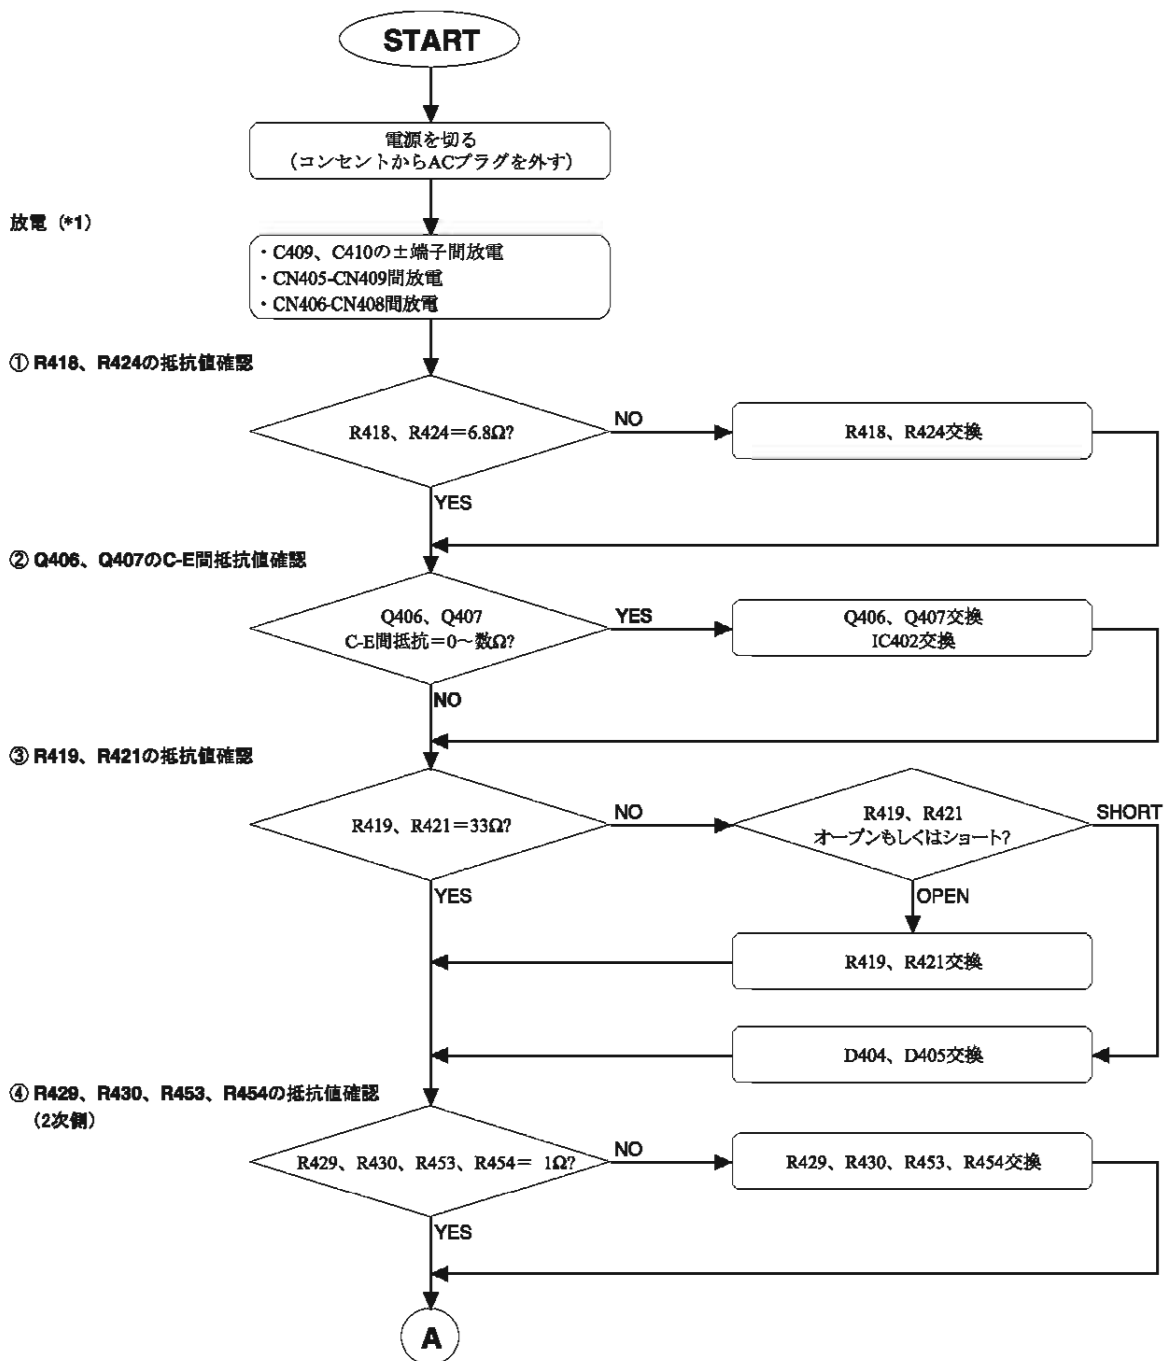 START
電源を切る
（コンセントからACプラグを外す）
放電（*1）
・C409、C410の±端子間放電
・CN405-CN409間放電
・CN406-CN408間放電
① R418、R424の抵抗値確認
R418、R424＝6.8Ω?
NO
R418、R424交換
YES
② Q406、Q407のC-E間抵抗値確認
Q406、Q407
C-E間抵抗＝0〜数Ω?
YES
Q406、Q407交換
IC402交換
NO
③ R419、R421の抵抗値確認
R419、R421＝33Ω?
NO
R419、R421
オープンもしくはショート?
SHORT
YES
OPEN
R419、R421交換
D404、D405交換
④ R429、R430、R453、R454の抵抗値確認
（2次側）
R429、R430、R453、R454＝ 1Ω?
NO
R429、R430、R453、R454交換
YES
A